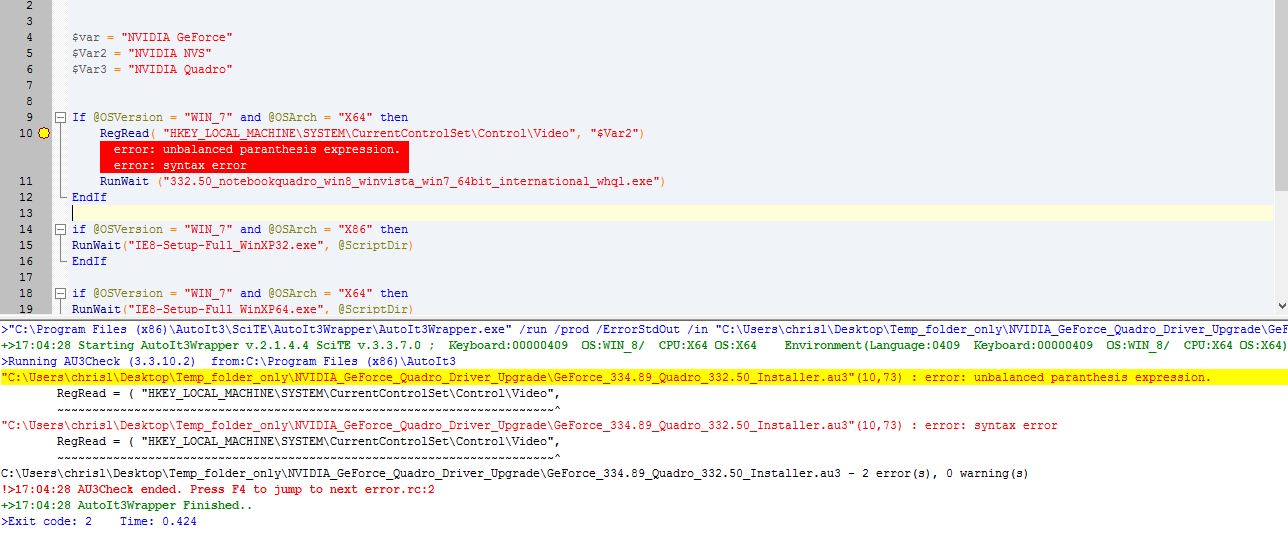 2
3
4 $var = "NVIDIA GeForce"
5 $Var2 = "NVIDIA NVS"
6 $Var3 = "NVIDIA Quadro"
7
8
9 If @OSVersion = "WIN_7" and @OSArch = "X64" then
10 RegRead( "HKEY_LOCAL_MACHINE\SYSTEM\CurrentControlSet\Control\Video", "$Var2")
error: unbalanced paranthesis expression.
error: syntax error
11 RunWait ("332.50_notebookquadro_win8_winvista_win7_64bit_international_whql.exe")
12 EndIf
13
14 if @OSVersion = "WIN_7" and @OSArch = "X86" then
15 RunWait("IE8-Setup-Full_WinXP32.exe", @ScriptDir)
16 EndIf
17
18 if @OSVersion = "WIN_7" and @OSArch = "X64" then
19 RunWait("IE8-Setup-Full_WinXP64.exe", @ScriptDir)
>"C:\Program Files (x86)\AutoIt3\SciTE\AutoIt3Wrapper\AutoIt3Wrapper.exe" /run /prod /ErrorStdOut /in "C:\Users\chrisl\Desktop\Temp_folder_only\NVIDIA_GeForce_Quadro_Driver_Upgrade\GeF
+>17:04:28 Starting AutoIt3Wrapper v.2.1.4.4 SciTE v.3.3.7.0 ; Keyboard:00000409 OS:WIN_8/ CPU:X64 OS:X64 Environment(Language:0409 Keyboard:00000409 OS:WIN_8/ CPU:X64 OS:X64)
>Running AU3Check (3.3.10.2) from:C:\Program Files (x86)\AutoIt3
"C:\Users\chrisl\Desktop\Temp_folder_only\NVIDIA_GeForce_Quadro_Driver_Upgrade\GeForce_334.89_Quadro_332.50_Installer.au3"(10,73) : error: unbalanced paranthesis expression.
RegRead = ( "HKEY_LOCAL_MACHINE\SYSTEM\CurrentControlSet\Control\Video",
~~~~~~~~~~~~~~~~~~~~~~~~~~~~~~~~~~~~~~~~~~~~~~~~~~~~~~~~~~~~~~~~~~~~~~~~^
"C:\Users\chrisl\Desktop\Temp_folder_only\NVIDIA_GeForce_Quadro_Driver_Upgrade\GeForce_334.89_Quadro_332.50_Installer.au3"(10,73) : error: syntax error
RegRead = ( "HKEY_LOCAL_MACHINE\SYSTEM\CurrentControlSet\Control\Video",
~~~~~~~~~~~~~~~~~~~~~~~~~~~~~~~~~~~~~~~~~~~~~~~~~~~~~~~~~~~~~~~~~~~~~~~~^
C:\Users\chrisl\Desktop\Temp_folder_only\NVIDIA_GeForce_Quadro_Driver_Upgrade\GeForce_334.89_Quadro_332.50_Installer.au3 - 2 error(s), 0 warning(s)
!>17:04:28 AU3Check ended. Press F4 to jump to next error.rc:2
+>17:04:28 AutoIt3Wrapper Finished..
>Exit code: 2 Time: 0.424